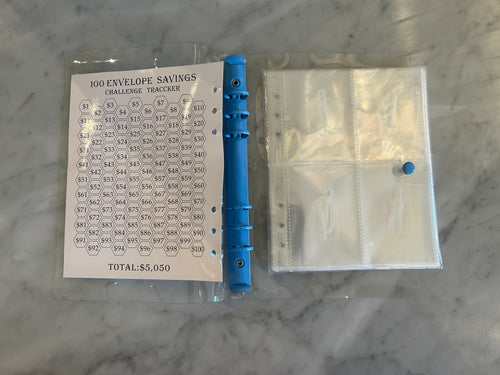 100 ENVELOPE SAVINGS
CHALLENGE TRACCKER
$1 $3 $5 $7 $9
$2 $4 $6 $8 $10
$11 $13 $15 $17 $19
$12 $14 $16 $18 $20
$21 $23 $25 $27 $29
$22 $24 $26 $28 $30
$31 $33 $35 $37 $39
$32 $34 $36 $38 $40
$41 $43 $45 $47 $49
$42 $44 $46 $48 $50
$51 $53 $55 $57 $59
$52 $54 $56 $58 $60
$61 $63 $65 $67 $69
$62 $64 $66 $68 $70
$71 $73 $75 $77 $79
$72 $74 $76 $78 $80
$81 $83 $85 $87 $89
$82 $84 $86 $88 $90
$91 $93 $95 $97 $99
$92 $94 $96 $98 $100
TOTAL:$5,050